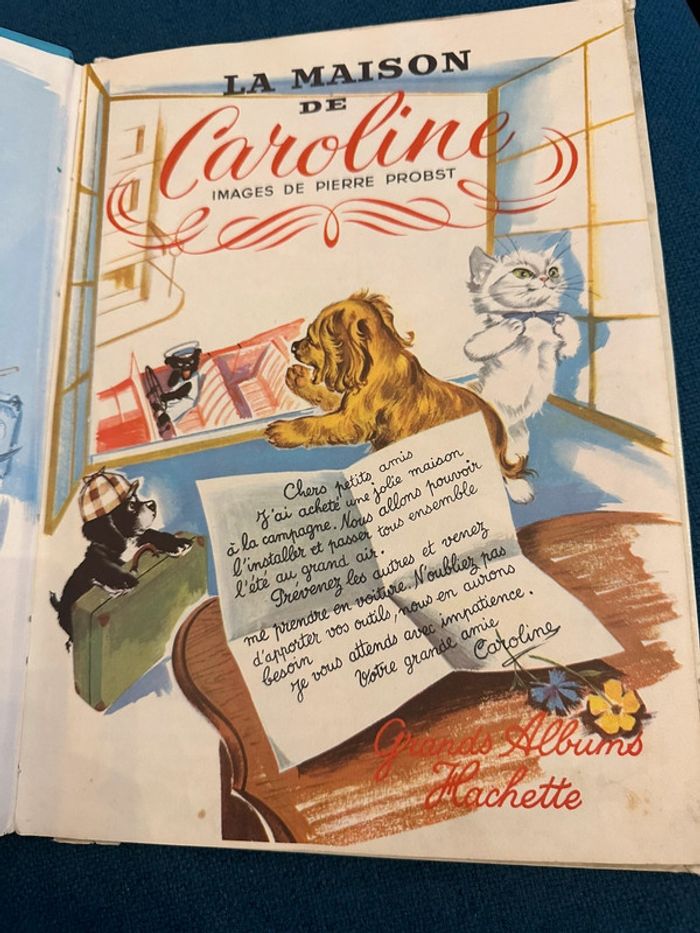 LA MAISON
DE
Caroline
IMAGES DE PIERRE PROBST
Chers petits amis
J'ai acheté une jolie maison
à la campagne. Nous allons pouvoir
l'installer et passer tous ensemble
l'été au grand air.
Prévenez les autres et venez
me prendre en voiture. N'oubliez pas
d'apporter vos outils, nous en aurons
besoin
Je vous attends avec impatience.
Votre grande amie
Caroline
Grands Albums
Hachette